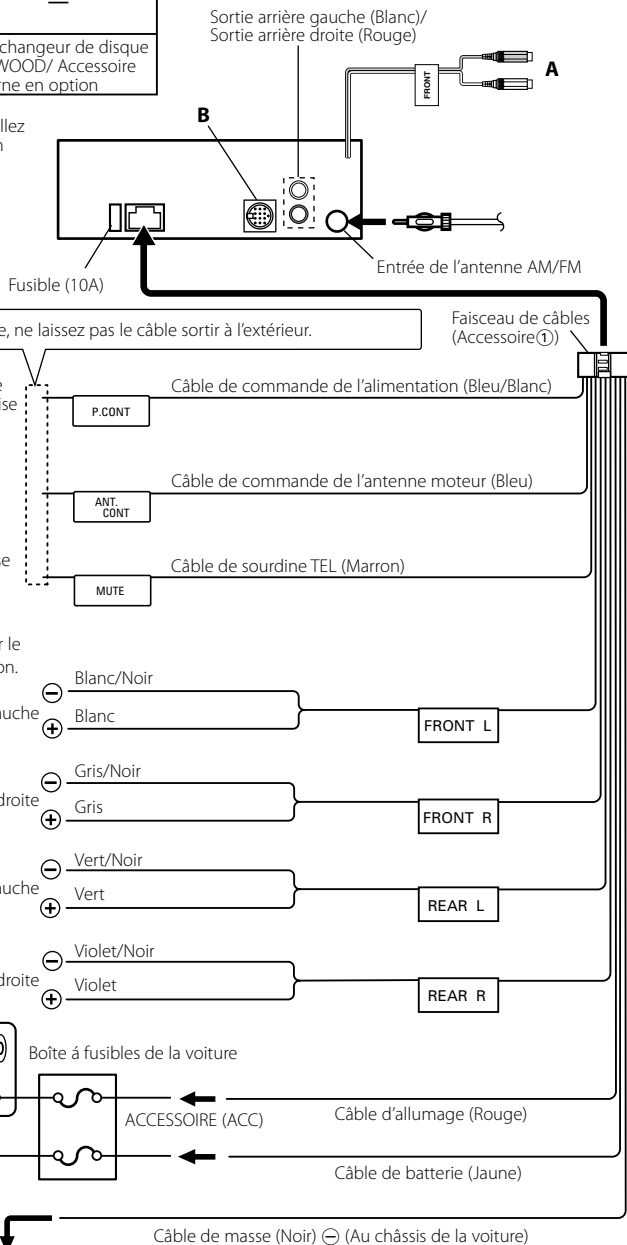 changeur de disque
WOOD/ Accessoire
rne en option
Sortie arrière gauche (Blanc)/
Sortie arrière droite (Rouge)
FRONT
A
B
llez
n
Fusible (10A)
Entrée de l'antenne AM/FM
e, ne laissez pas le câble sortir à l'extérieur.
Faisceau de câbles
(Accessoire①)
e
ise
P.CONT
Câble de commande de l'alimentation (Bleu/Blanc)
ANT.
CONT
Câble de commande de l'antenne moteur (Bleu)
se
MUTE
Câble de sourdine TEL (Marron)
r le
on.
⊖ Blanc/Noir
auche
⊕ Blanc
FRONT L
⊖ Gris/Noir
droite
⊕ Gris
FRONT R
⊖ Vert/Noir
auche
⊕ Vert
REAR L
⊖ Violet/Noir
droite
⊕ Violet
REAR R
Boîte á fusibles de la voiture
ACCESSOIRE (ACC)
Câble d'allumage (Rouge)
Câble de batterie (Jaune)
Câble de masse (Noir) ⊖ (Au châssis de la voiture)